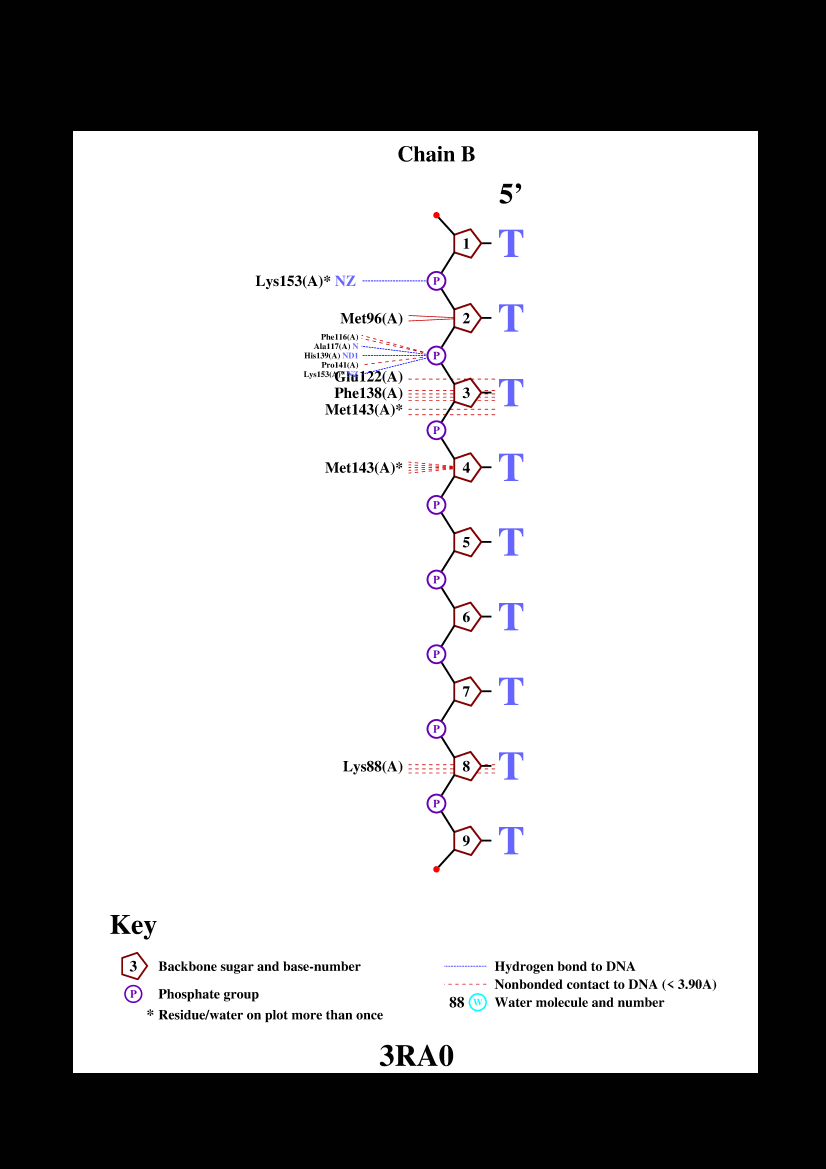 Chain B
5’
1 T
Lys153(A)* NZ P
Met96(A) 2 T
Phe116(A)
Ala117(A) N
His139(A) ND1 P
Pro141(A)
Lys153(A)*
Glu122(A)
Phe138(A) 3 T
Met143(A)*
P
Met143(A)* 4 T
P
5 T
P
6 T
P
7 T
P
Lys88(A) 8 T
P
9 T
Key
3 Backbone sugar and base-number
P Phosphate group
* Residue/water on plot more than once
Hydrogen bond to DNA
Nonbonded contact to DNA (< 3.90A)
88 W Water molecule and number
3RA0